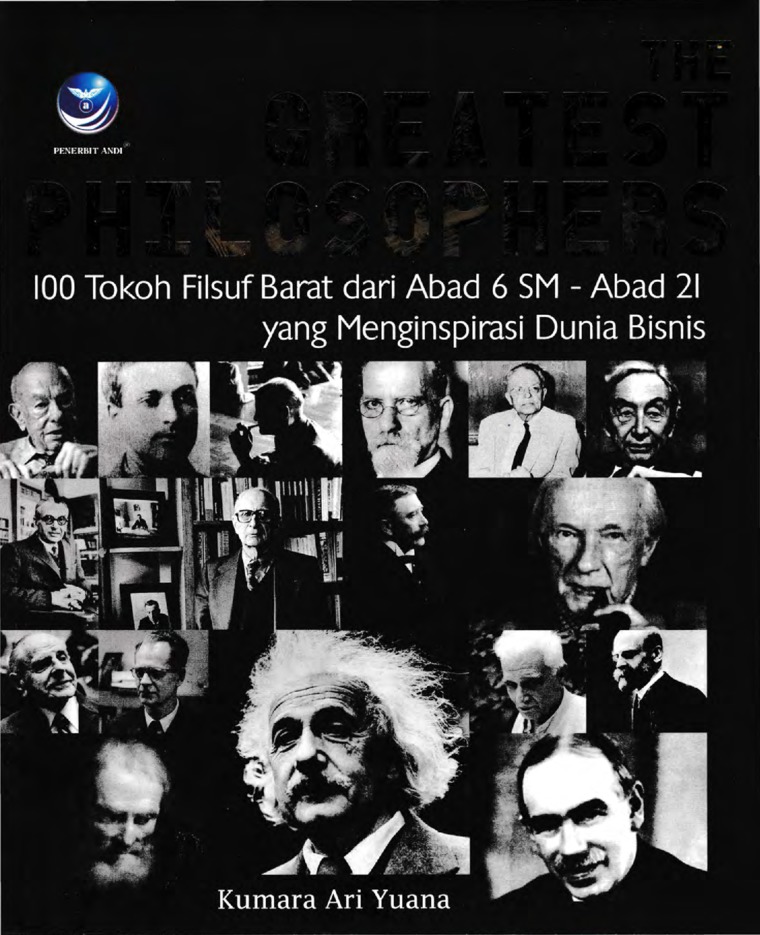 THE
GREATEST
PHILOSOPHERS
a
PENERBIT ANDI®
100 Tokoh Filsuf Barat dari Abad 6 SM - Abad 21
yang Menginspirasi Dunia Bisnis
Kumara Ari Yuana